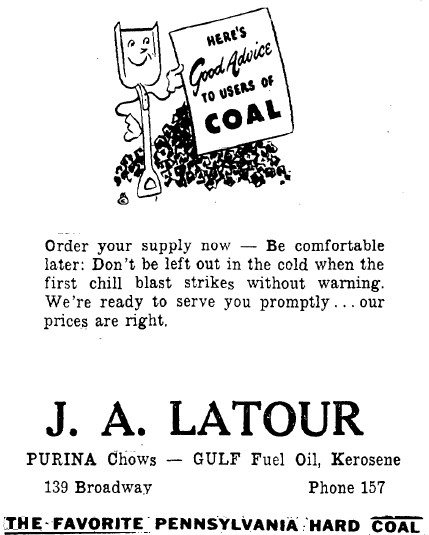 HERE'S
Good Advice
TO USERS OF
COAL
Order your supply now — Be comfortable
later: Don't be left out in the cold when the
first chill blast strikes without warning.
We're ready to serve you promptly...our
prices are right.
J. A. LATOUR
PURINA Chows — GULF Fuel Oil, Kerosene
139 Broadway Phone 157
THE FAVORITE PENNSYLVANIA HARD COAL